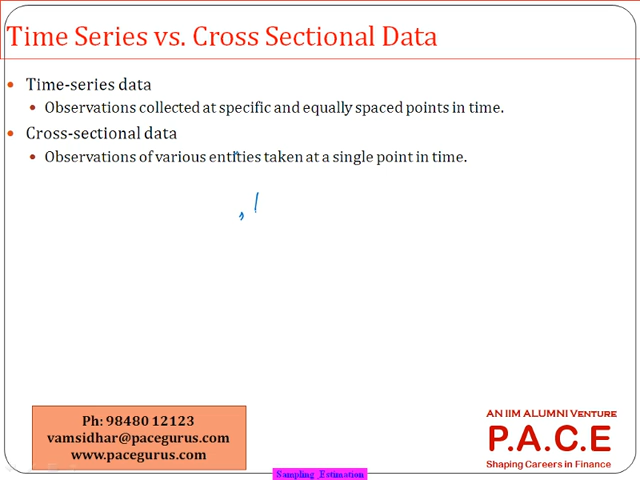 Time Series vs. Cross Sectional Data
Time-series data
Observations collected at specific and equally spaced points in time.
Cross-sectional data
Observations of various entities taken at a single point in time.
Ph: 98480 12123
vamsidhar@pacegurus.com
www.pacegurus.com
AN IIM ALUMNI VENTURE
P.A.C.E
Shaping Careers in Finance
Sampling_Estimation